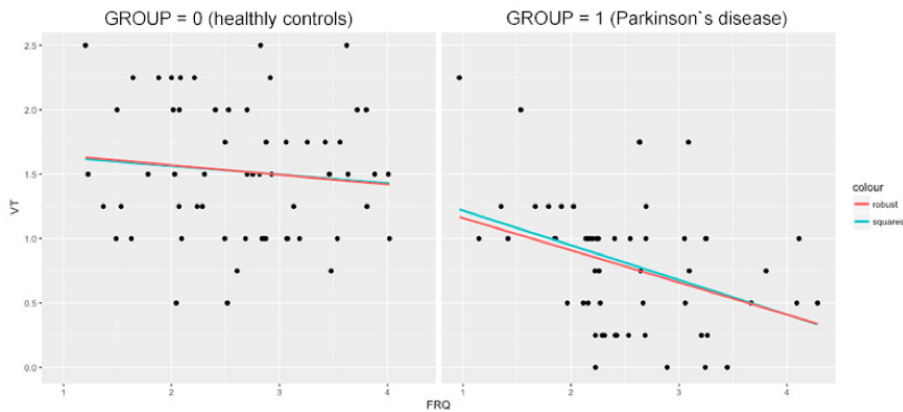 GROUP = 0 (healthly controls)
GROUP = 1 (Parkinson`s disease)
2.5
2.0
1.5
1.0
0.5
0.0
VT
1 2 3 4
1 2 3 4
FRQ
colour
robust
squares